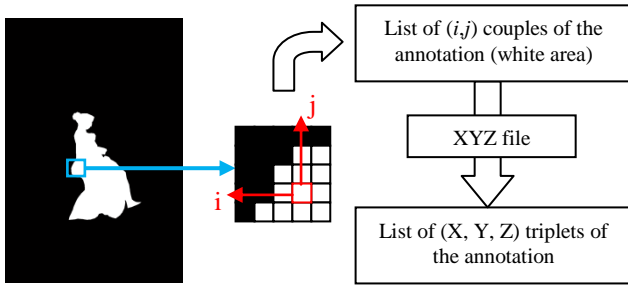 List of (i,j) couples of the
annotation (white area)
j
XYZ file
i
List of (X, Y, Z) triplets of
the annotation